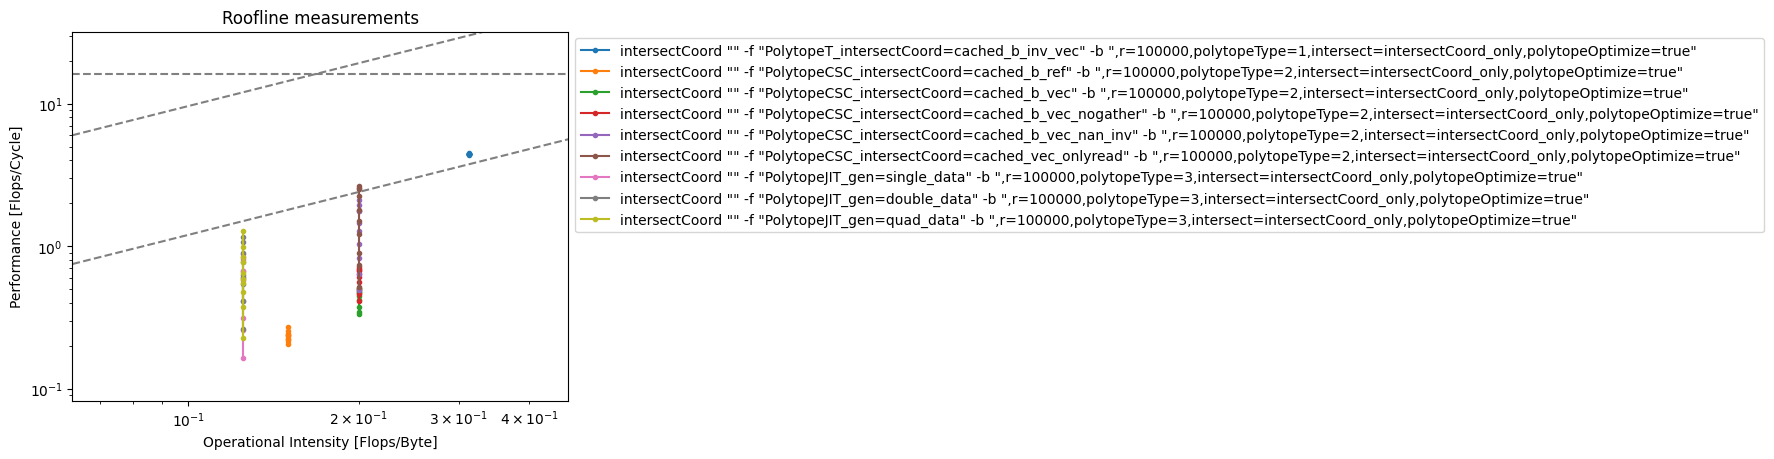 Roofline measurements
Performance [Flops/Cycle]
10¹
10⁰
10⁻¹
10⁻¹
2 × 10⁻¹
3 × 10⁻¹
4 × 10⁻¹
Operational Intensity [Flops/Byte]
intersectCoord "" -f "PolytopeT_intersectCoord=cached_b_inv_vec" -b ",r=100000,polytopeType=1,intersect=intersectCoord_only,polytopeOptimize=true"
intersectCoord "" -f "PolytopeCSC_intersectCoord=cached_b_ref" -b ",r=100000,polytopeType=2,intersect=intersectCoord_only,polytopeOptimize=true"
intersectCoord "" -f "PolytopeCSC_intersectCoord=cached_b_vec" -b ",r=100000,polytopeType=2,intersect=intersectCoord_only,polytopeOptimize=true"
intersectCoord "" -f "PolytopeCSC_intersectCoord=cached_b_vec_nogather" -b ",r=100000,polytopeType=2,intersect=intersectCoord_only,polytopeOptimize=true"
intersectCoord "" -f "PolytopeCSC_intersectCoord=cached_b_vec_nan_inv" -b ",r=100000,polytopeType=2,intersect=intersectCoord_only,polytopeOptimize=true"
intersectCoord "" -f "PolytopeCSC_intersectCoord=cached_vec_onlyread" -b ",r=100000,polytopeType=2,intersect=intersectCoord_only,polytopeOptimize=true"
intersectCoord "" -f "PolytopeJIT_gen=single_data" -b ",r=100000,polytopeType=3,intersect=intersectCoord_only,polytopeOptimize=true"
intersectCoord "" -f "PolytopeJIT_gen=double_data" -b ",r=100000,polytopeType=3,intersect=intersectCoord_only,polytopeOptimize=true"
intersectCoord "" -f "PolytopeJIT_gen=quad_data" -b ",r=100000,polytopeType=3,intersect=intersectCoord_only,polytopeOptimize=true"